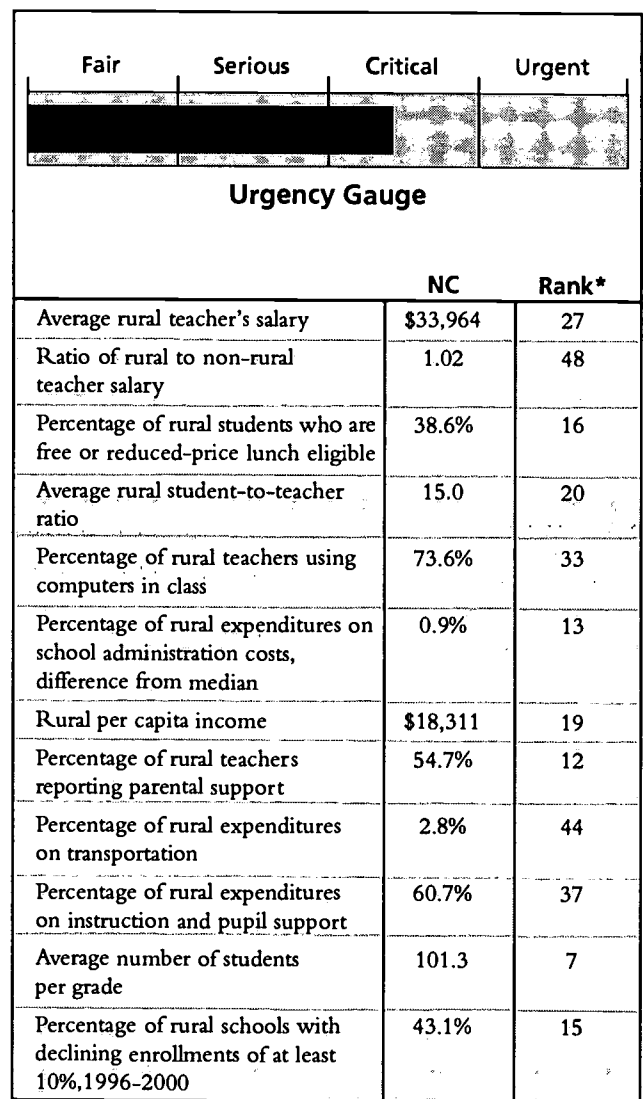 Fair Serious Critical Urgent
Urgency Gauge
NC Rank*
Average rural teacher's salary $33,964 27
Ratio of rural to non-rural 1.02 48
teacher salary
Percentage of rural students who are 38.6% 16
free or reduced-price lunch eligible
Average rural student-to-teacher 15.0 20
ratio
Percentage of rural teachers using 73.6% 33
computers in class
Percentage of rural expenditures on 0.9% 13
school administration costs,
difference from median
Rural per capita income $18,311 19
Percentage of rural teachers 54.7% 12
reporting parental support
Percentage of rural expenditures 2.8% 44
on transportation
Percentage of rural expenditures 60.7% 37
on instruction and pupil support
Average number of students 101.3 7
per grade
Percentage of rural schools with 43.1% 15
declining enrollments of at least
10%,1996-2000